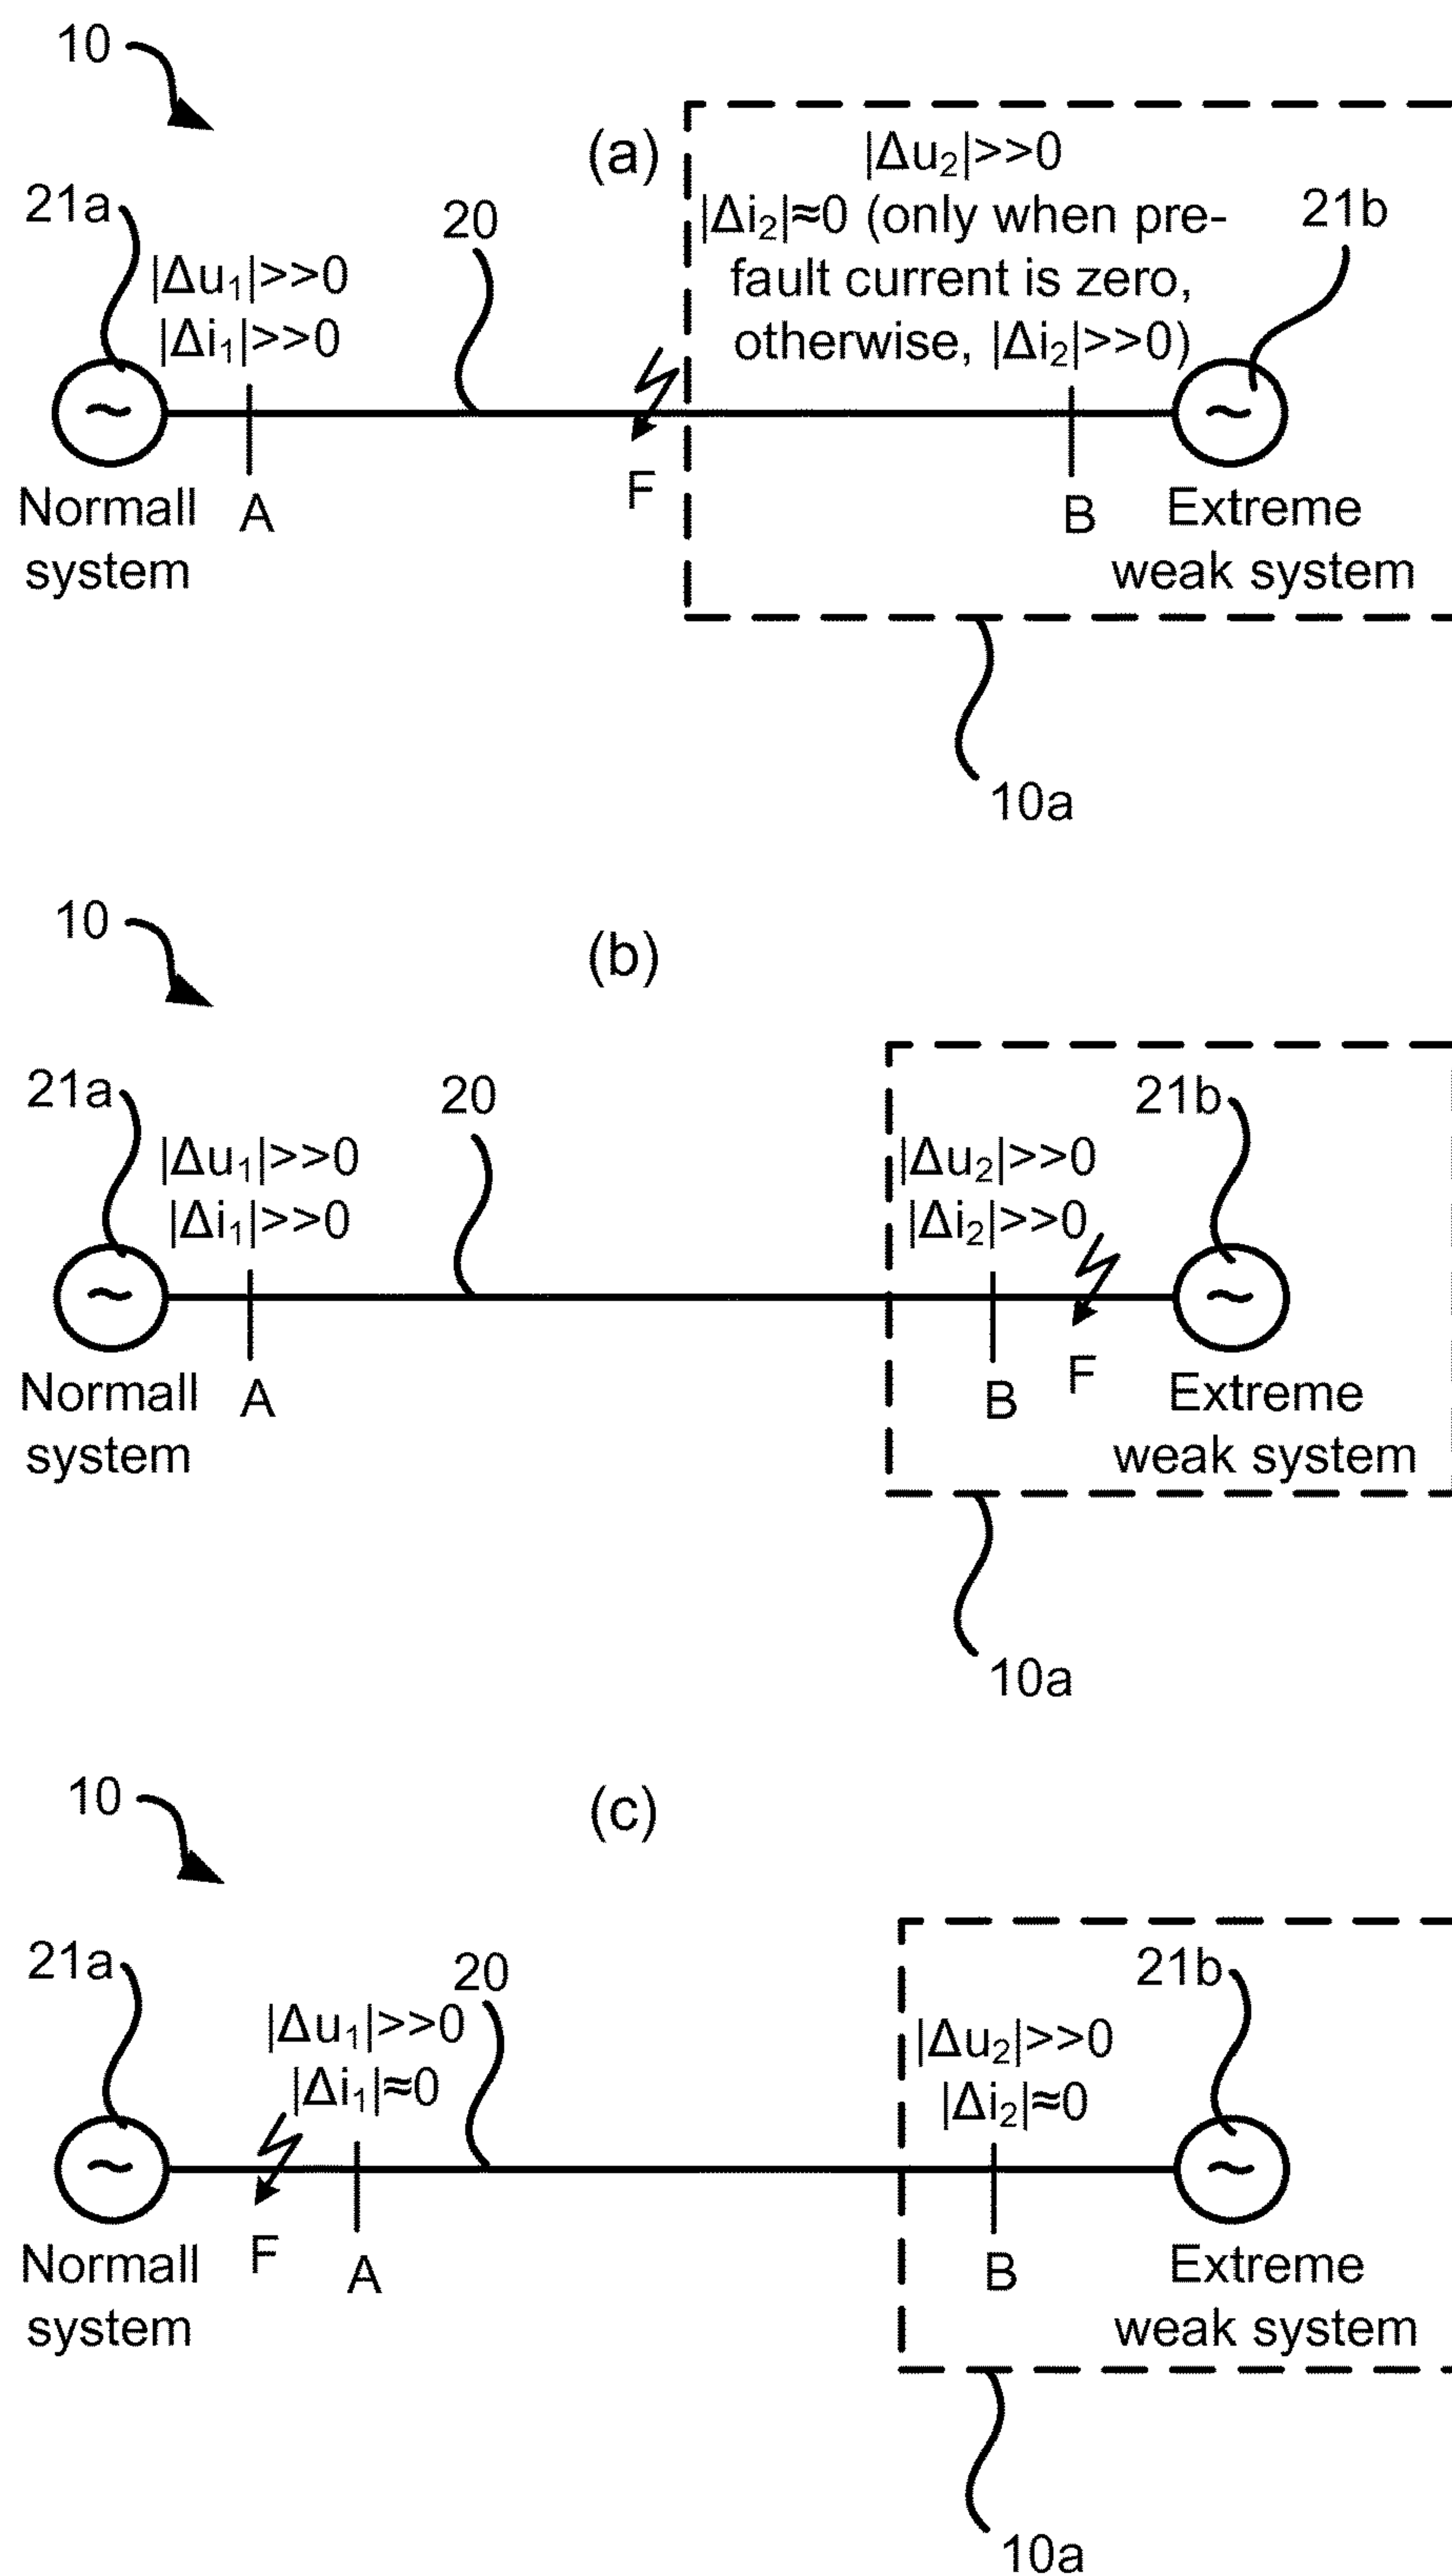 10
(a)
|Δu₂|>>0
21a
20
|Δi₂|≈0 (only when pre-
21b
|Δu₁|>>0
fault current is zero,
|Δi₁|>>0
otherwise, |Δi₂|>>0)
~
~
F
Normall
system
A
B
Extreme
weak system
10a
10
(b)
21a
20
21b
|Δu₁|>>0
|Δu₂|>>0
|Δi₁|>>0
|Δi₂|>>0
~
~
Normall
system
A
B
F
Extreme
weak system
10a
10
(c)
21a
20
21b
|Δu₁|>>0
|Δu₂|>>0
|Δi₁|≈0
|Δi₂|≈0
~
~
Normall
system
F
A
B
Extreme
weak system
10a